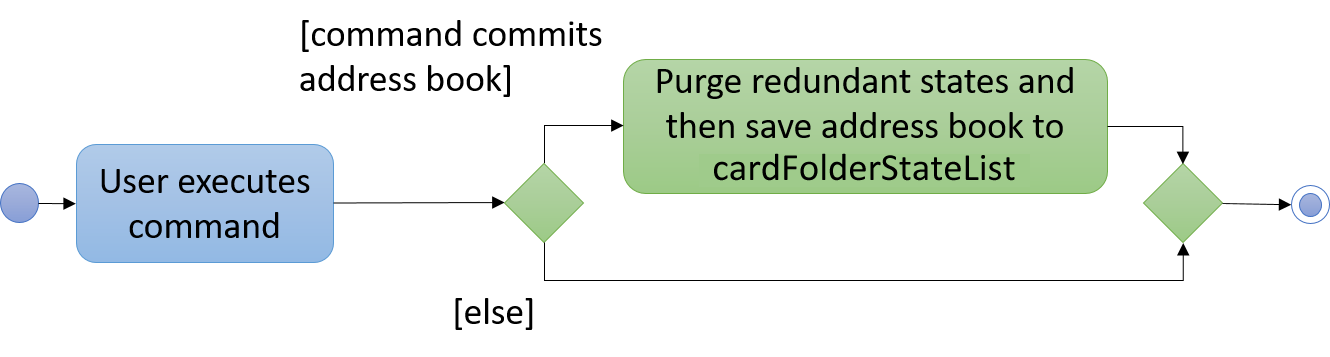 [command commits
address book]
Purge redundant states and
then save address book to
cardFolderStateList
User executes
command
[else]